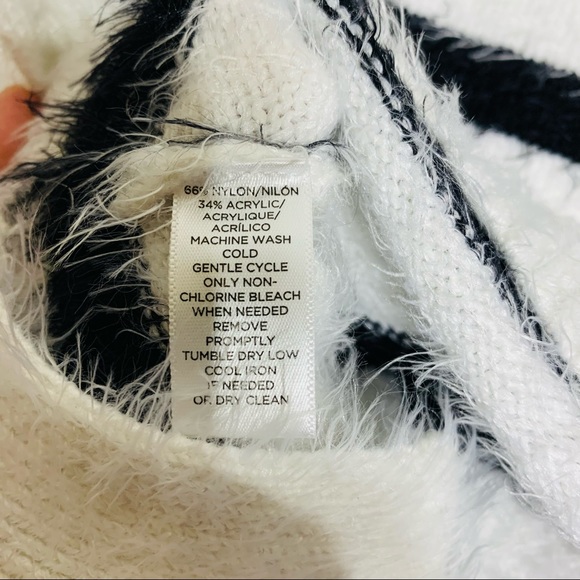 66% NYLON/NILÓN
34% ACRYLIC/
ACRYLIQUE/
ACRÍLICO
MACHINE WASH
COLD
GENTLE CYCLE
ONLY NON-
CHLORINE BLEACH
WHEN NEEDED
REMOVE
PROMPTLY
TUMBLE DRY LOW
COOL IRON
IF NEEDED
OR DRY CLEAN